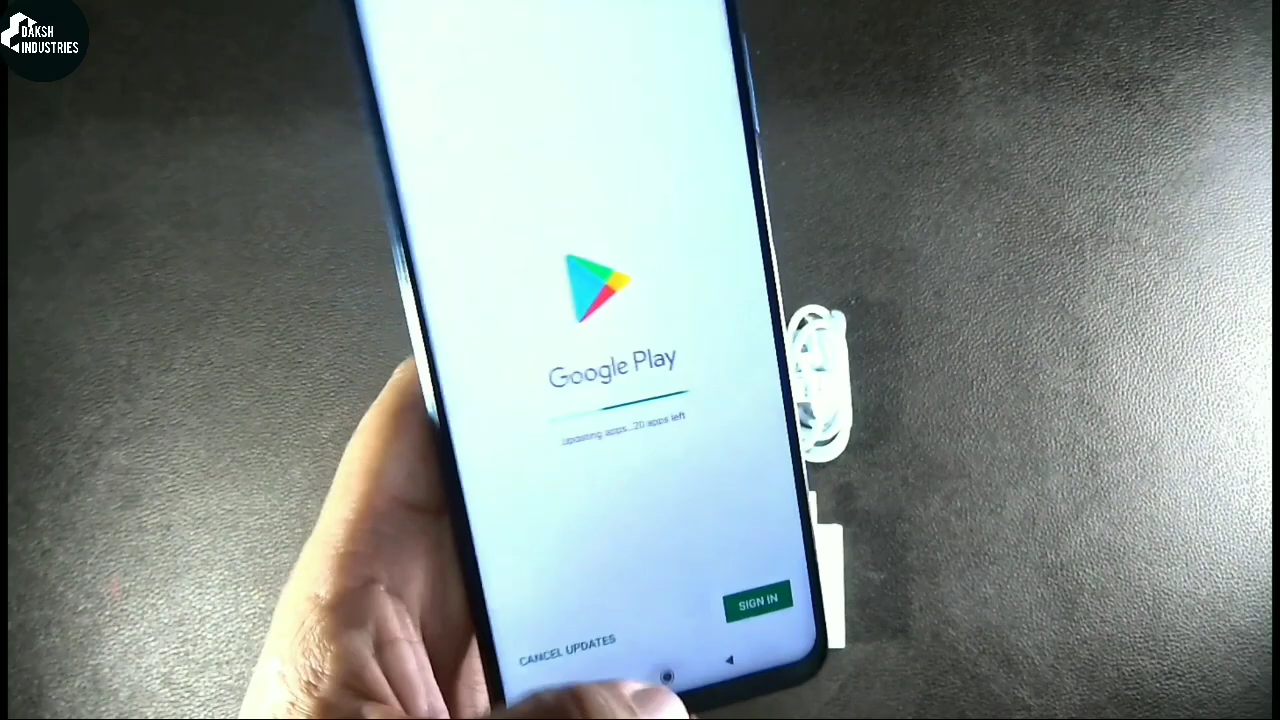 DAKSH
INDUSTRIES
Google Play
Updating apps...20 apps left
SIGN IN
CANCEL UPDATES